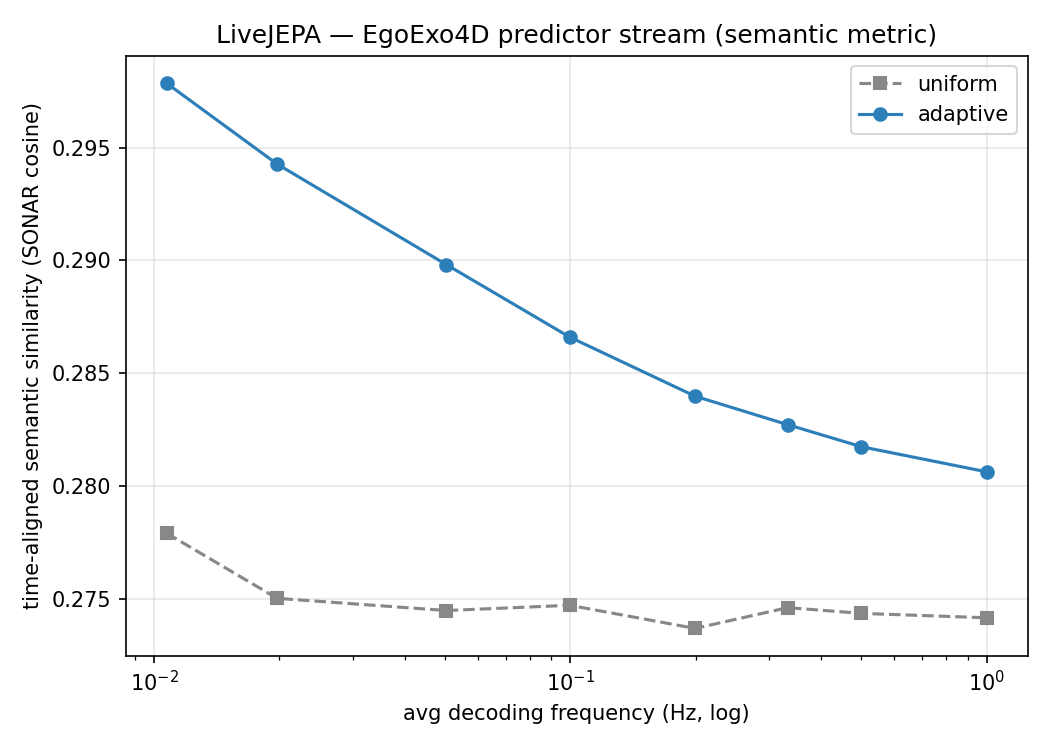 LiveJEPA — EgoExo4D predictor stream (semantic metric)
uniform
adaptive
time-aligned semantic similarity (SONAR cosine)
0.295
0.290
0.285
0.280
0.275
10⁻²
10⁻¹
10⁰
avg decoding frequency (Hz, log)